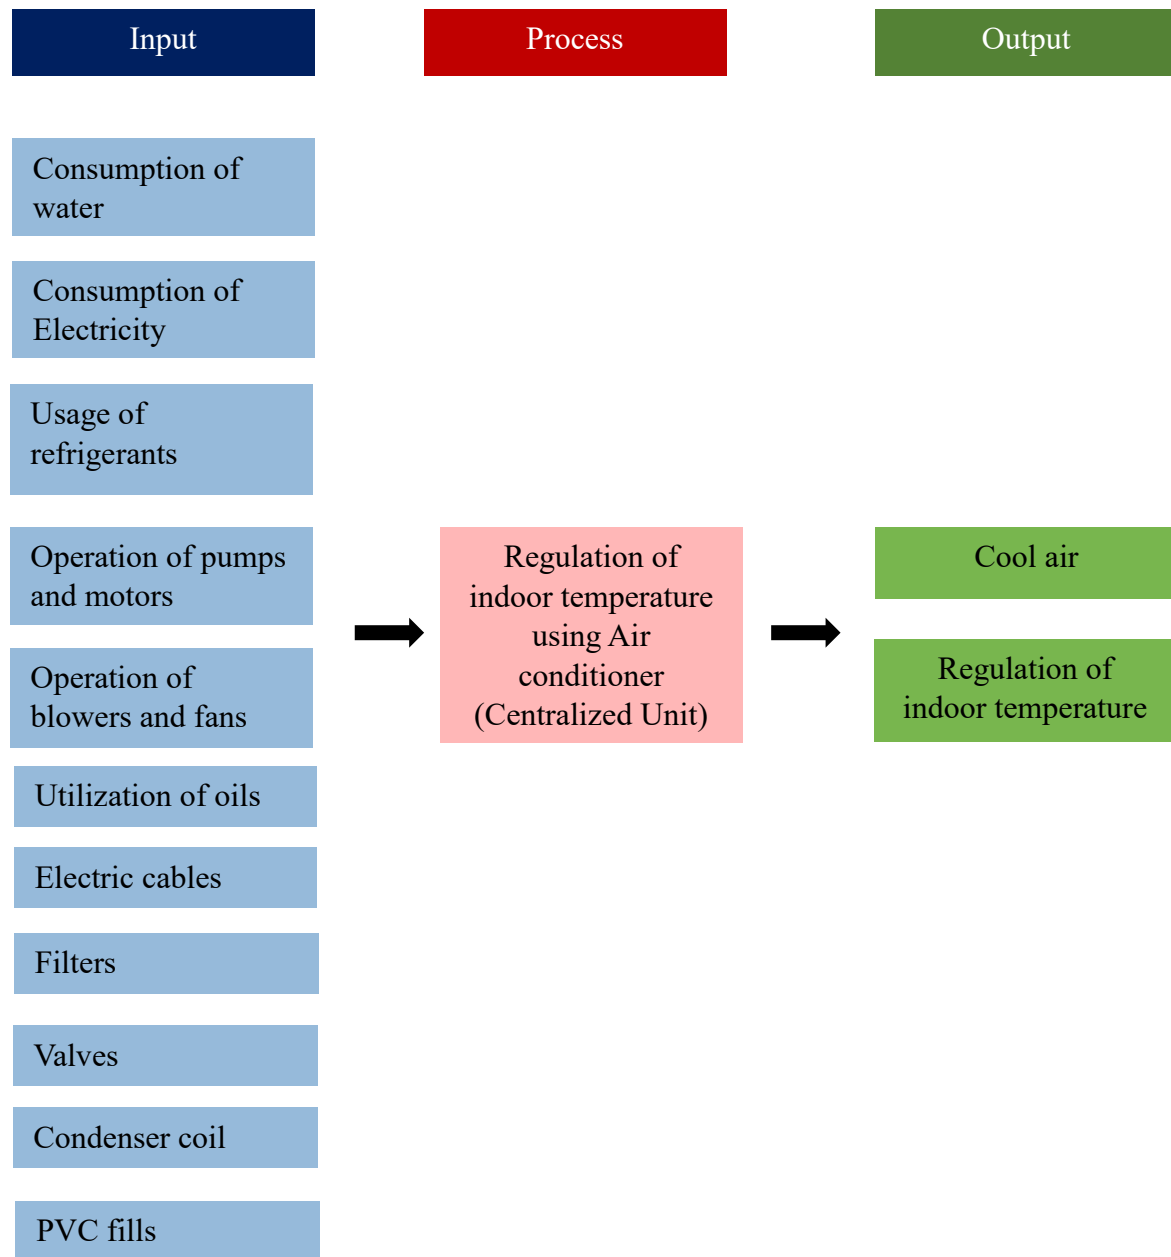 Input
Process
Output
Consumption of
water
Consumption of
Electricity
Usage of
refrigerants
Operation of pumps
and motors
Operation of
blowers and fans
Utilization of oils
Electric cables
Filters
Valves
Condenser coil
PVC fills
Regulation of
indoor temperature
using Air
conditioner
(Centralized Unit)
Cool air
Regulation of
indoor temperature